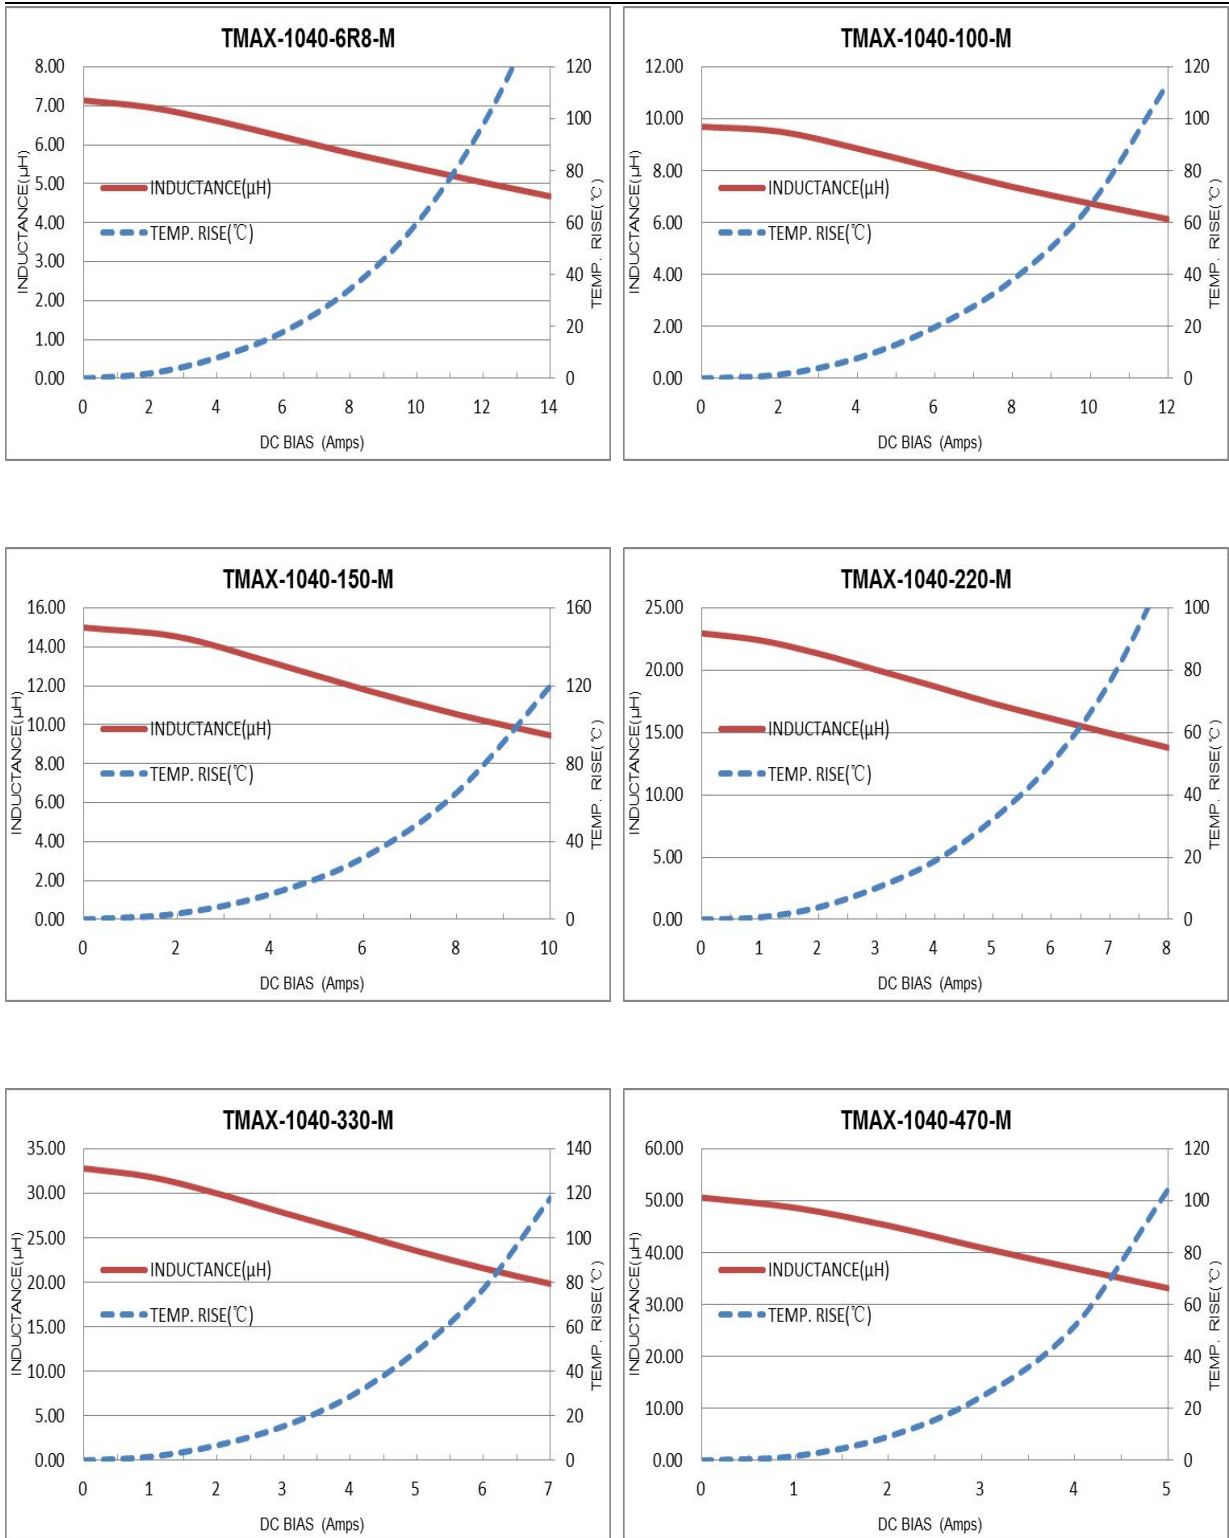 TMAX-1040-6R8-M
8.00
7.00
6.00
5.00
4.00
3.00
2.00
1.00
0.00
INDUCTANCE(µH)
INDUCTANCE(µH)
TEMP. RISE(℃)
120
100
80
60
40
20
0
TEMP. RISE(℃)
0 2 4 6 8 10 12 14
DC BIAS (Amps)
TMAX-1040-100-M
12.00
10.00
8.00
6.00
4.00
2.00
0.00
INDUCTANCE(µH)
INDUCTANCE(µH)
TEMP. RISE(℃)
120
100
80
60
40
20
0
TEMP. RISE(℃)
0 2 4 6 8 10 12
DC BIAS (Amps)
TMAX-1040-150-M
16.00
14.00
12.00
10.00
8.00
6.00
4.00
2.00
0.00
INDUCTANCE(µH)
INDUCTANCE(µH)
TEMP. RISE(℃)
160
120
80
40
0
TEMP. RISE(℃)
0 2 4 6 8 10
DC BIAS (Amps)
TMAX-1040-220-M
25.00
20.00
15.00
10.00
5.00
0.00
INDUCTANCE(µH)
INDUCTANCE(µH)
TEMP. RISE(℃)
100
80
60
40
20
0
TEMP. RISE(℃)
0 1 2 3 4 5 6 7 8
DC BIAS (Amps)
TMAX-1040-330-M
35.00
30.00
25.00
20.00
15.00
10.00
5.00
0.00
INDUCTANCE(µH)
INDUCTANCE(µH)
TEMP. RISE(℃)
140
120
100
80
60
40
20
0
TEMP. RISE(℃)
0 1 2 3 4 5 6 7
DC BIAS (Amps)
TMAX-1040-470-M
60.00
50.00
40.00
30.00
20.00
10.00
0.00
INDUCTANCE(µH)
INDUCTANCE(µH)
TEMP. RISE(℃)
120
100
80
60
40
20
0
TEMP. RISE(℃)
0 1 2 3 4 5
DC BIAS (Amps)